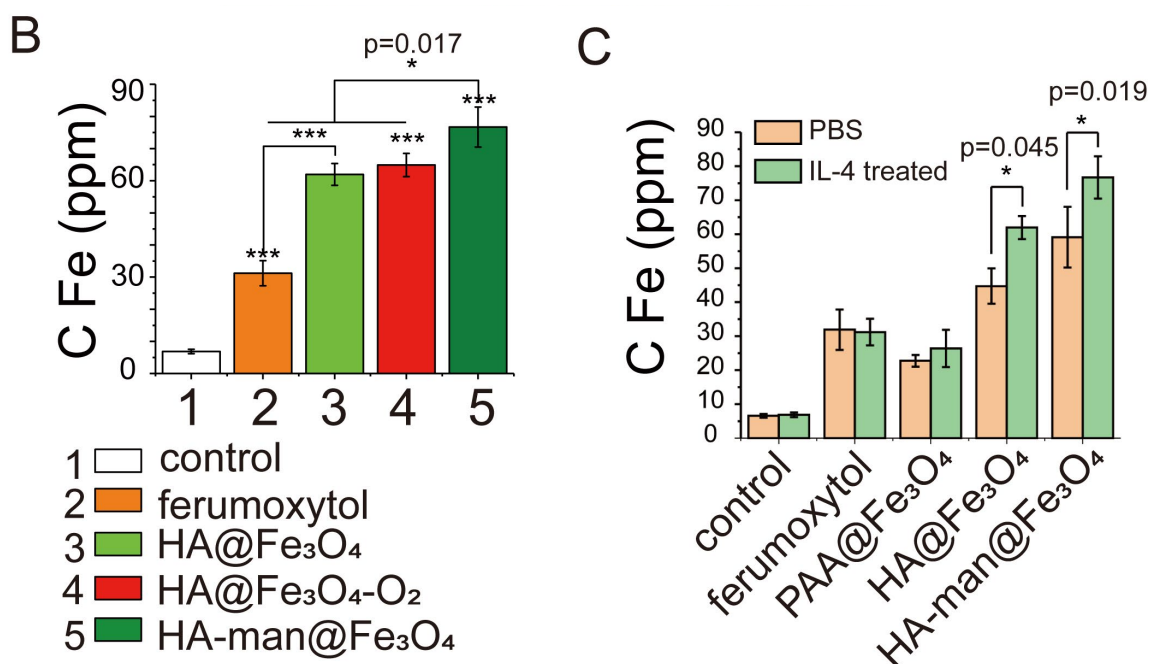 B
p=0.017
*
***
***
***
***
C Fe (ppm)
90
60
30
0
1 2 3 4 5
1 control
2 ferumoxytol
3 HA@Fe₃O₄
4 HA@Fe₃O₄-O₂
5 HA-man@Fe₃O₄
C
p=0.019
*
p=0.045
*
PBS
IL-4 treated
C Fe (ppm)
90
80
70
60
50
40
30
20
10
0
control
ferumoxytol
PAA@Fe₃O₄
HA@Fe₃O₄
HA-man@Fe₃O₄